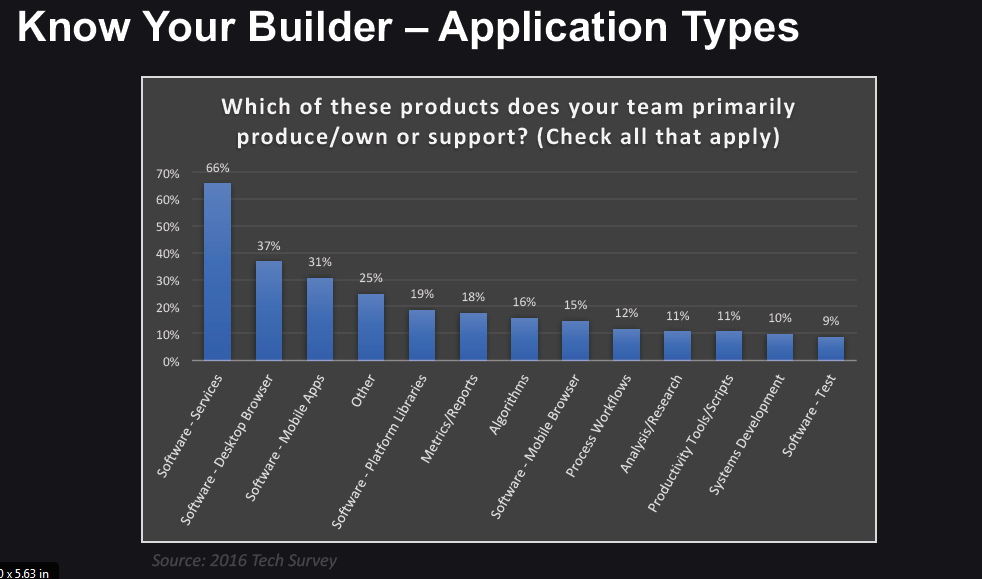 Know Your Builder – Application Types
Which of these products does your team primarily
produce/own or support? (Check all that apply)
70%
60%
50%
40%
30%
20%
10%
0%
66%
37%
31%
25%
19%
18%
16%
15%
12%
11%
11%
10%
9%
Software - Services
Software - Desktop Browser
Software - Mobile Apps
Other
Software - Platform Libraries
Metrics/Reports
Algorithms
Software - Mobile Browser
Process Workflows
Analysis/Research
Productivity Tools/Scripts
Systems Development
Software - Test
Source: 2016 Tech Survey
0 x 5.63 in